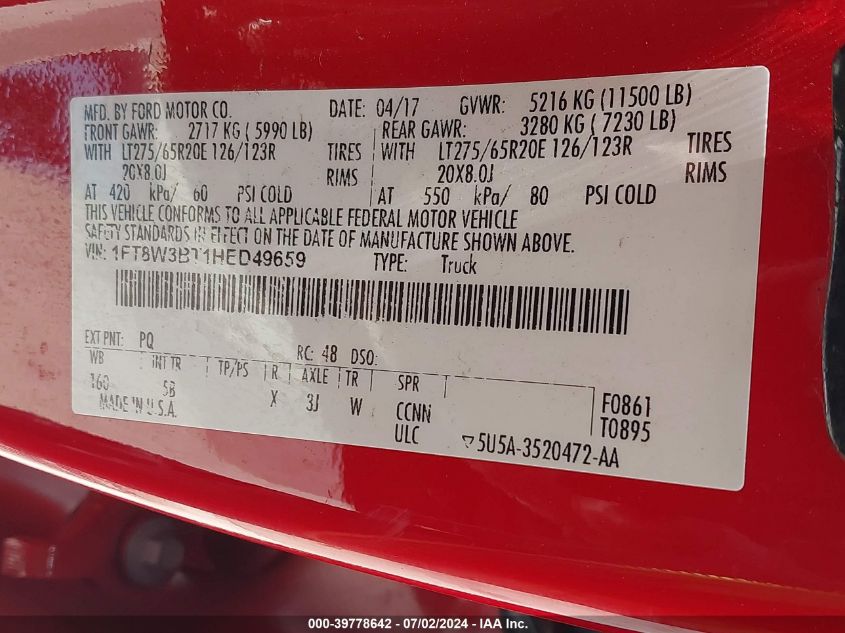 MFD. BY FORD MOTOR CO. DATE: 04/17 GVWR: 5216 KG (11500 LB)
FRONT GAWR: 2717 KG (5990 LB) REAR GAWR: 3280 KG (7230 LB)
WITH LT275/65R20E 126/123R TIRES WITH LT275/65R20E 126/123R TIRES
20X8.0J RIMS 20X8.0J RIMS
AT 420 kPa/ 60 PSI COLD AT 550 kPa/ 80 PSI COLD
THIS VEHICLE CONFORMS TO ALL APPLICABLE FEDERAL MOTOR VEHICLE
SAFETY STANDARDS IN EFFECT ON THE DATE OF MANUFACTURE SHOWN ABOVE.
VIN: 1FT8W3BT1HED49659 TYPE: Truck
EXT PNT: PQ RC: 48 DSO:
WB INT TR TP/PS R AXLE TR SPR
160 5B X 3J W CCNN F0861
MADE IN U.S.A. ULC T0895
5U5A-3520472-AA
000-39778642 / 07/02/2024 - IAA Inc.